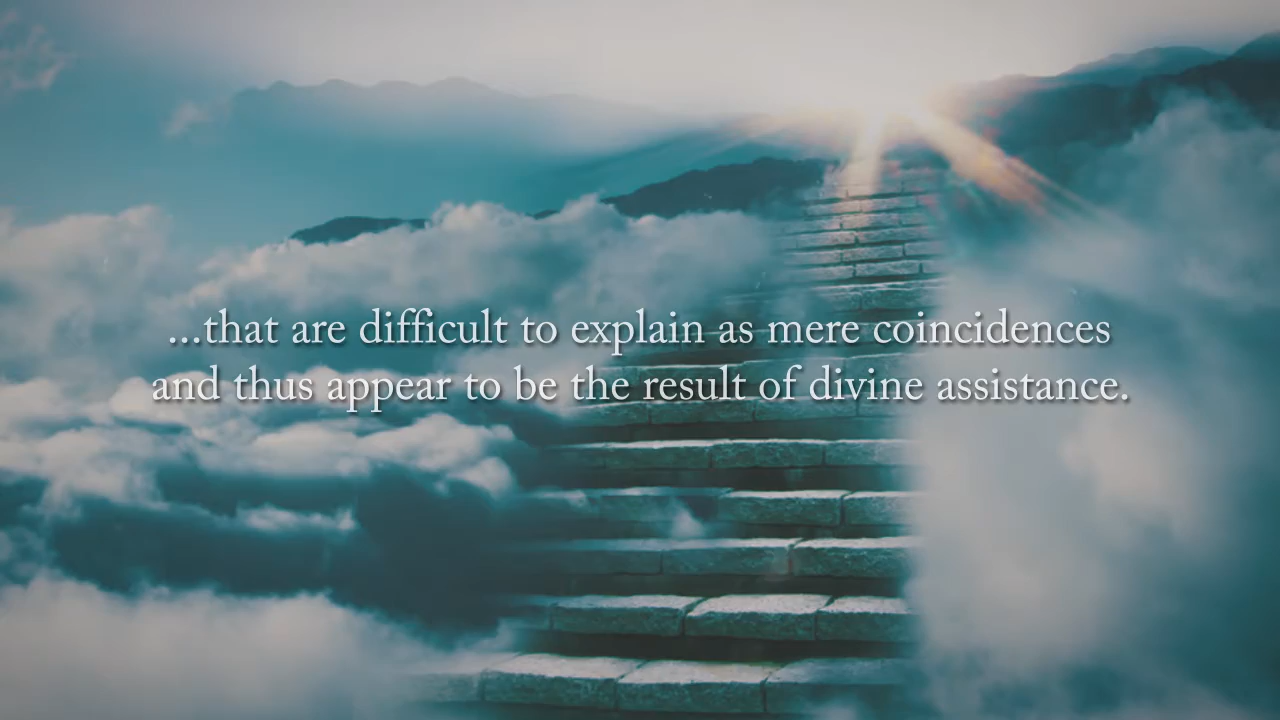 ...that are difficult to explain as mere coincidences
and thus appear to be the result of divine assistance.